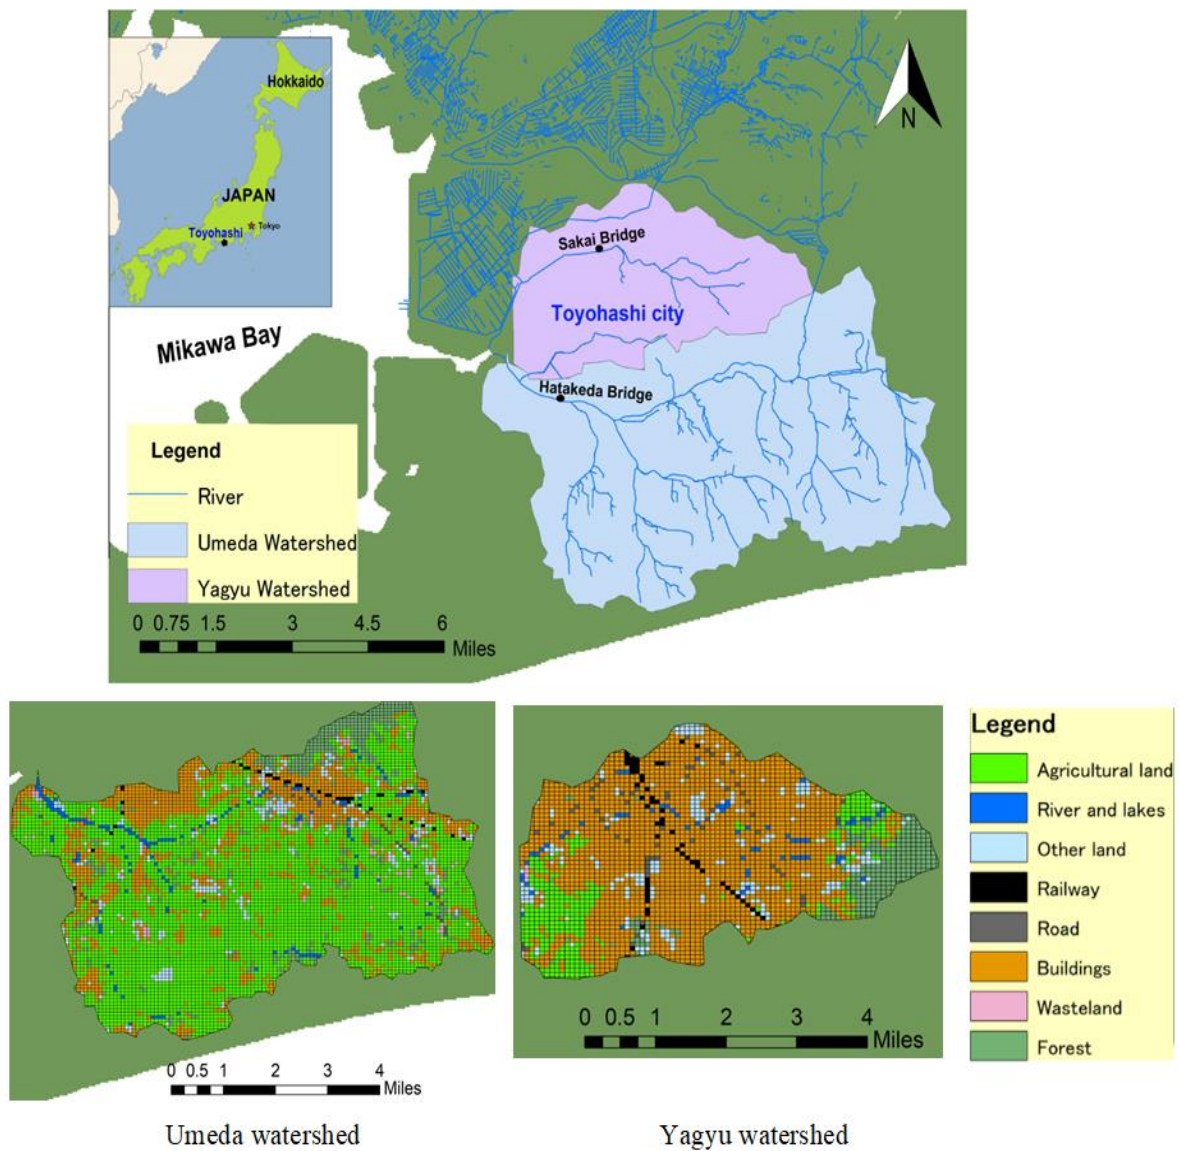 Hokkaido
JAPAN
Tokyo
Toyohashi
N
Sakai Bridge
Toyohashi city
Mikawa Bay
Hatakeda Bridge
Legend
River
Umeda Watershed
Yagyu Watershed
0 0.75 1.5 3 4.5 6
Miles
Legend
Agricultural land
River and lakes
Other land
Railway
Road
Buildings
Wasteland
Forest
0 0.5 1 2 3 4
Miles
0 0.5 1 2 3 4
Miles
Umeda watershed
Yagyu watershed